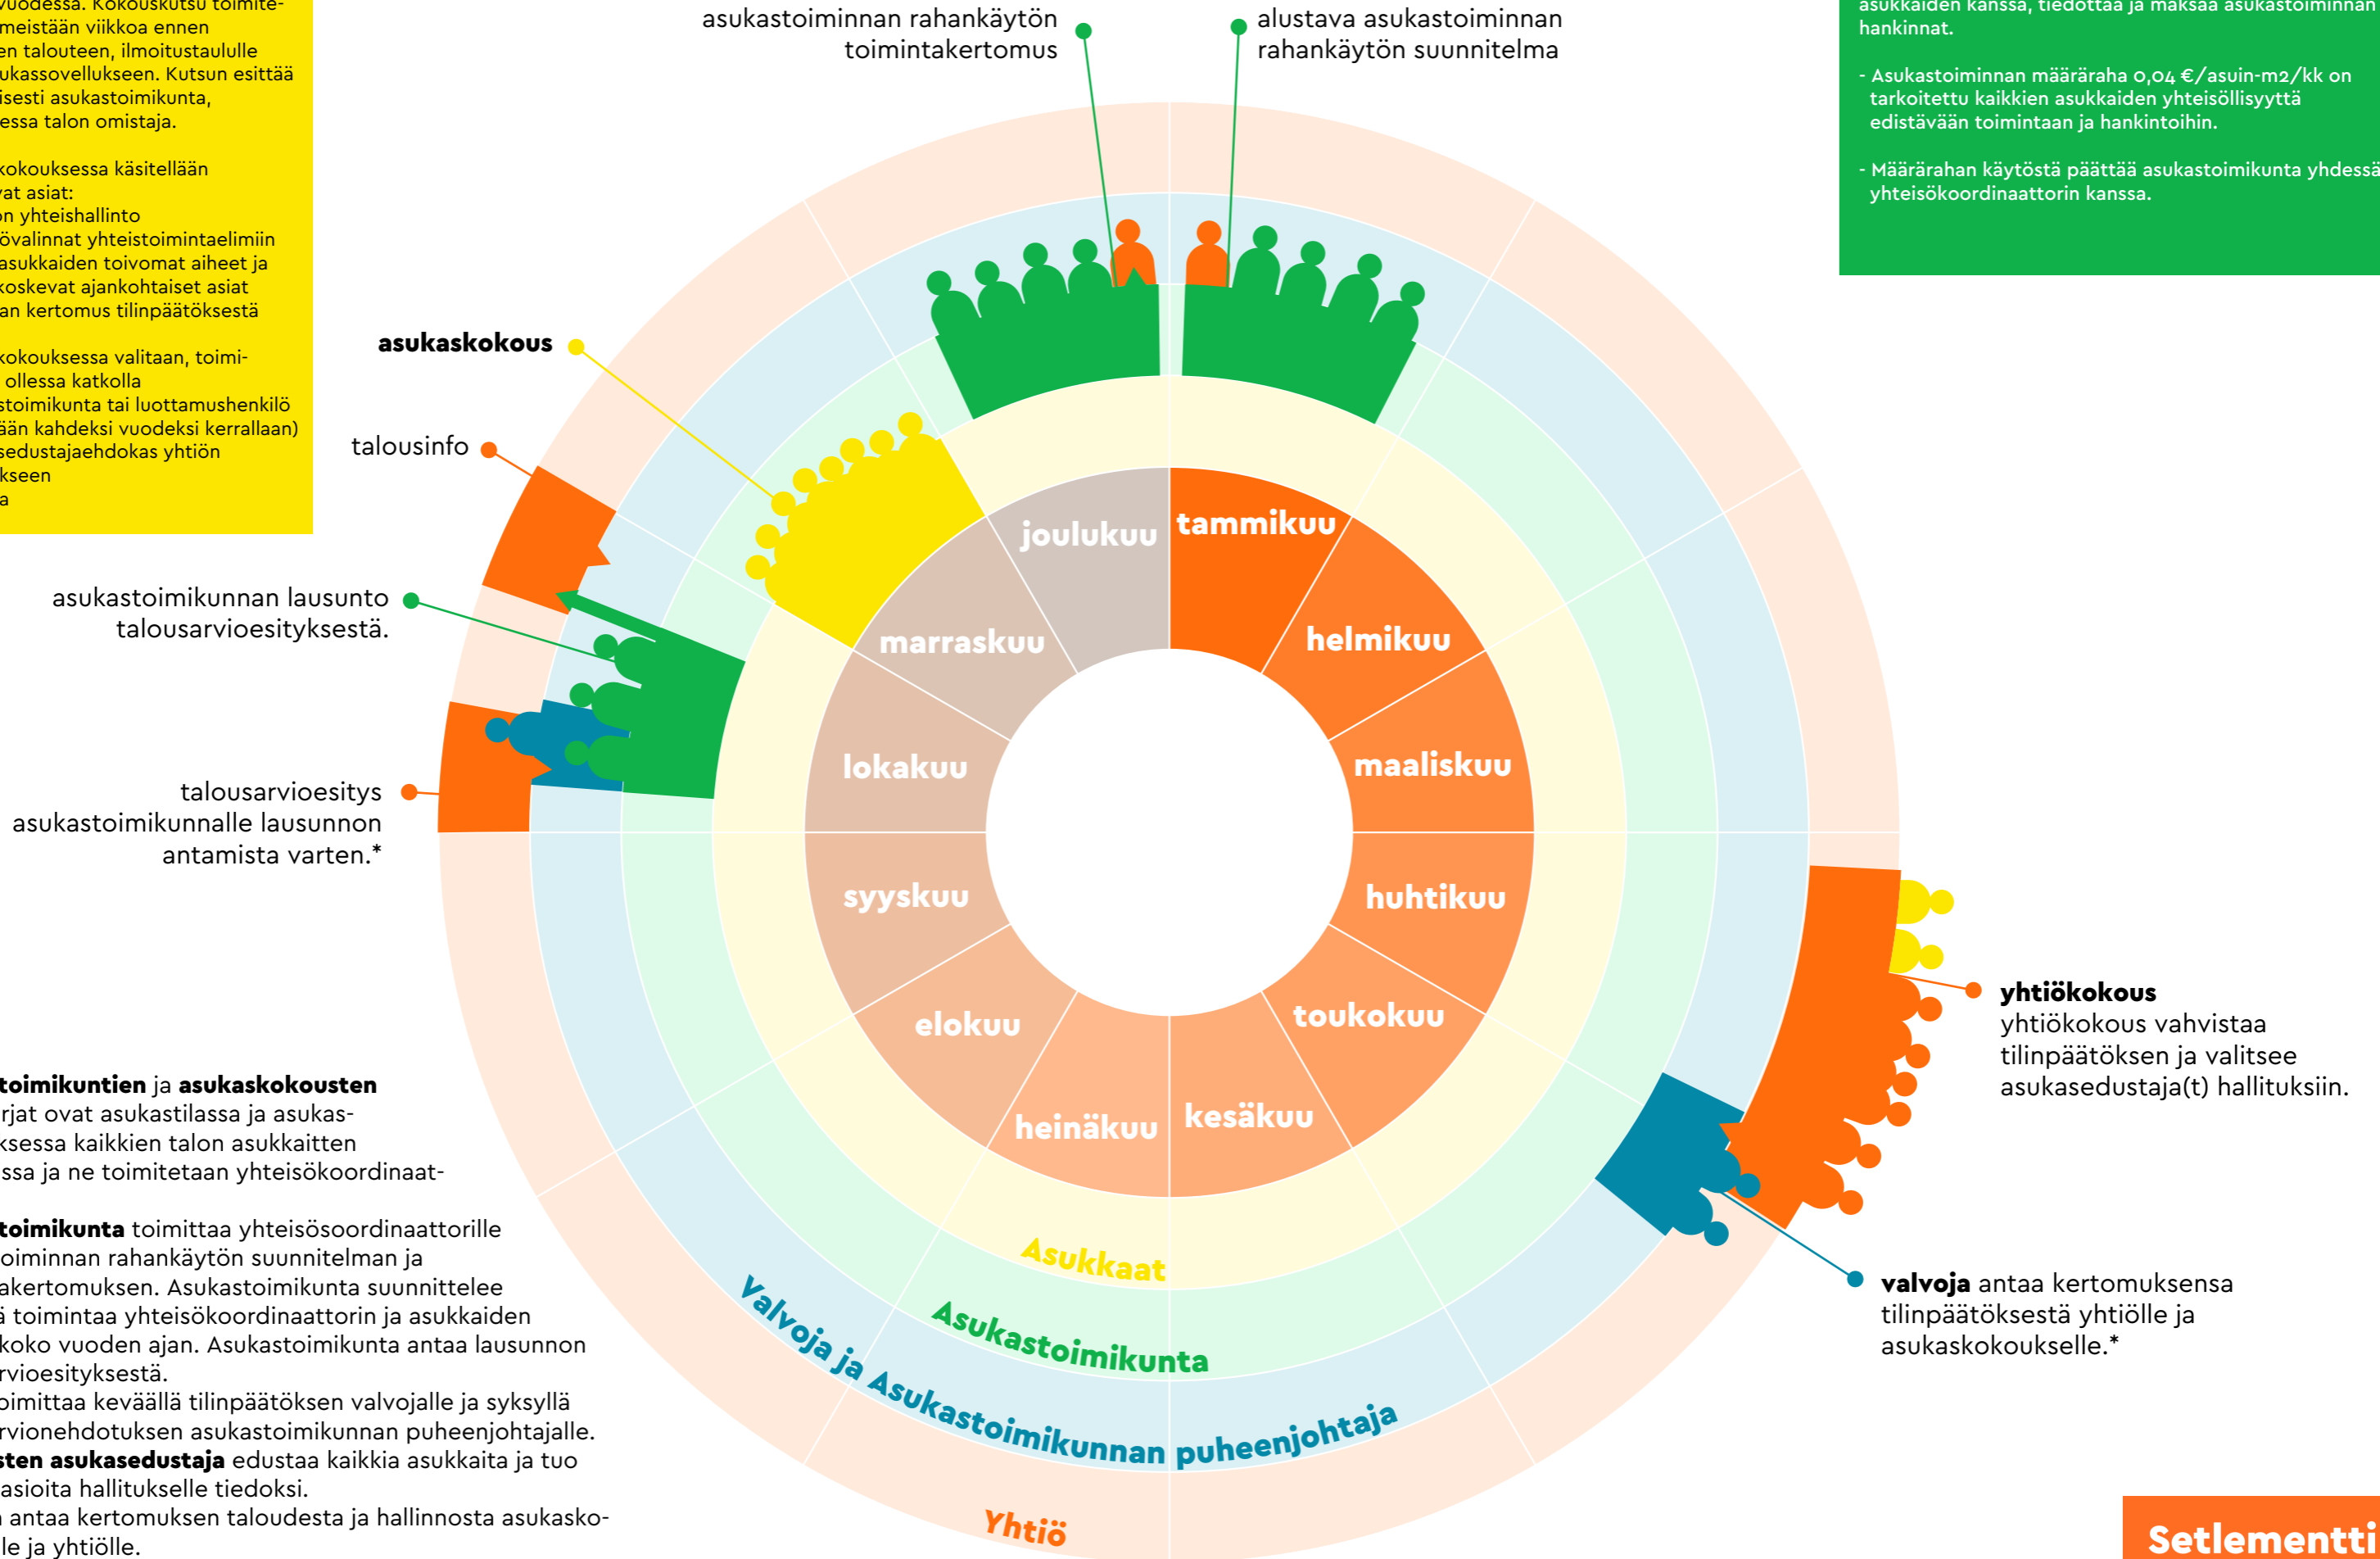 vuodessa. Kokouskutsu toimite-
meistään viikkoa ennen
en talouteen, ilmoitustaululle
ukassovellukseen. Kutsun esittää
isesti asukastoimikunta,
essa talon omistaja.
kokouksessa käsitellään
vat asiat:
on yhteishallinto
övalinnat yhteistoimintaelimiin
asukkaiden toivomat aiheet ja
koskevat ajankohtaiset asiat
an kertomus tilinpäätöksestä
kokouksessa valitaan, toimi-
ollessa katkolla
stoimikunta tai luottamushenkilö
ään kahdeksi vuodeksi kerrallaan)
sedustajaehdokas yhtiön
kseen
a
asukastoiminnan rahankäytön
toimintakertomus
alustava asukastoiminnan
rahankäytön suunnitelma
asukkaiden kanssa, tiedottaa ja maksaa asukastoiminnan
hankinnat.
- Asukastoiminnan määräraha 0,04 €/asuin-m2/kk on
tarkoitettu kaikkien asukkaiden yhteisöllisyyttä
edistävään toimintaan ja hankintoihin.
- Määrärahan käytöstä päättää asukastoimikunta yhdessä
yhteisökoordinaattorin kanssa.
asukaskokous
talousinfo
asukastoimikunnan lausunto
talousarvioesityksestä.
talousarvioesitys
asukastoimikunnalle lausunnon
antamista varten.*
tammikuu
helmikuu
maaliskuu
huhtikuu
toukokuu
kesäkuu
heinäkuu
elokuu
syyskuu
lokakuu
marraskuu
joulukuu
Asukkaat
Asukastoimikunta
Valvoja ja Asukastoimikunnan puheenjohtaja
Yhtiö
yhtiökokous
yhtiökokous vahvistaa
tilinpäätöksen ja valitsee
asukasedustaja(t) hallituksiin.
valvoja antaa kertomuksensa
tilinpäätöksestä yhtiölle ja
asukaskokoukselle.*
toimikuntien ja asukaskokousten
rjat ovat asukastilassa ja asukas-
ksessa kaikkien talon asukkaitten
ssa ja ne toimitetaan yhteisökoordinaat-
toimikunta toimittaa yhteisösoordinaattorille
toiminnan rahankäytön suunnitelman ja
akertomuksen. Asukastoimikunta suunnittelee
ä toimintaa yhteisökoordinaattorin ja asukkaiden
koko vuoden ajan. Asukastoimikunta antaa lausunnon
rvioesityksestä.
oimittaa keväällä tilinpäätöksen valvojalle ja syksyllä
rvionehdotuksen asukastoimikunnan puheenjohtajalle.
sten asukasedustaja edustaa kaikkia asukkaita ja tuo
asioita hallitukselle tiedoksi.
antaa kertomuksen taloudesta ja hallinnosta asukasko-
le ja yhtiölle.
Setlementti